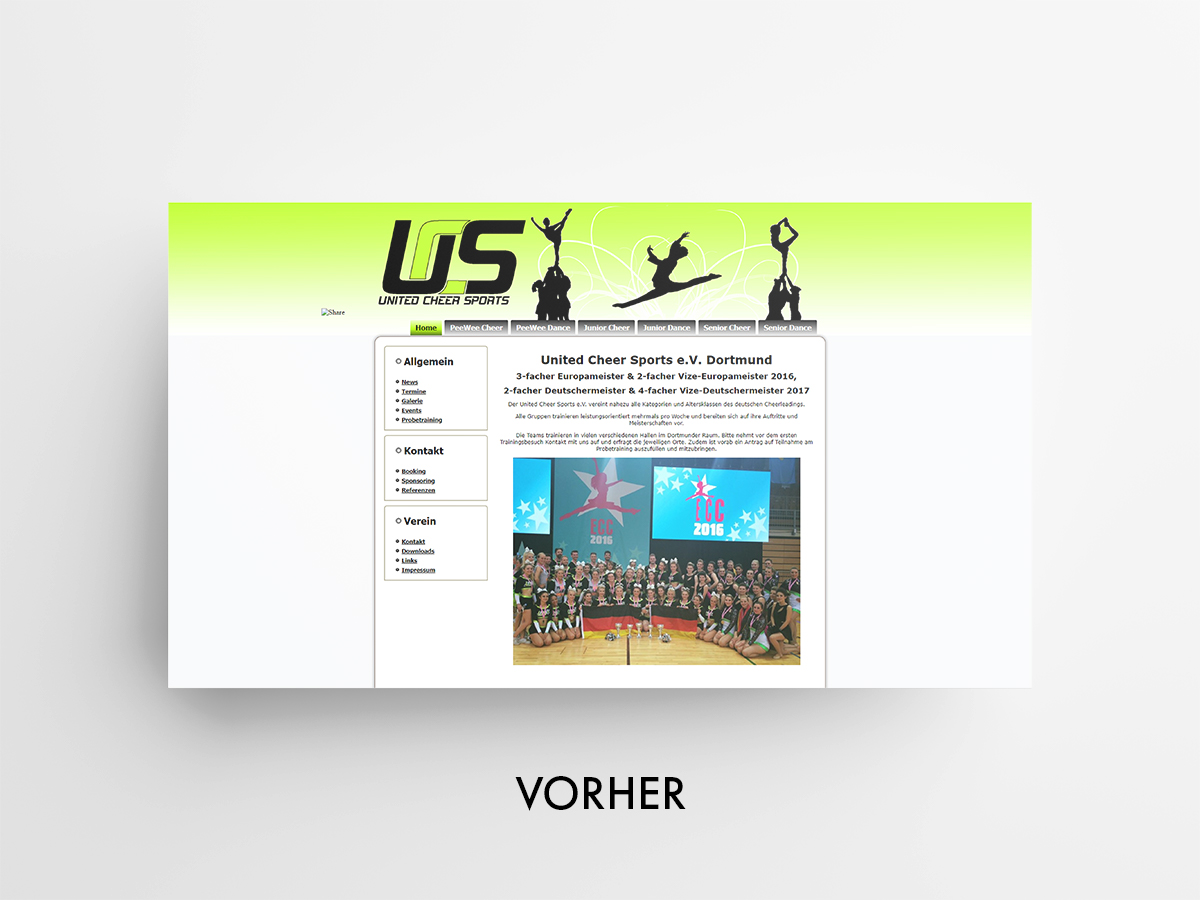 UCS
UNITED CHEER SPORTS
Share
Home PeeWee Cheer PeeWee Dance Junior Cheer Junior Dance Senior Cheer Senior Dance
Allgemein
News
Termine
Galerie
Events
Probetraining
Kontakt
Booking
Sponsoring
Referenzen
Verein
Kontakt
Downloads
Links
Impressum
United Cheer Sports e.V. Dortmund
3-facher Europameister & 2-facher Vize-Europameister 2016,
2-facher Deutschermeister & 4-facher Vize-Deutschermeister 2017
Der United Cheer Sports e.V. vereint nahezu alle Kategorien und Altersklassen des deutschen Cheerleadings.
Alle Gruppen trainieren leistungsorientiert mehrmals pro Woche und bereiten sich auf ihre Auftritte und
Meisterschaften vor.
Die Teams trainieren in vielen verschiedenen Hallen im Dortmunder Raum. Bitte nehmt vor dem ersten
Trainingsbesuch Kontakt mit uns auf und erfragt die jeweiligen Orte. Zudem ist vorab ein Antrag auf Teilnahme am
Probetraining auszufüllen und mitzubringen.
ECC
2016
ECC
2016
VORHER